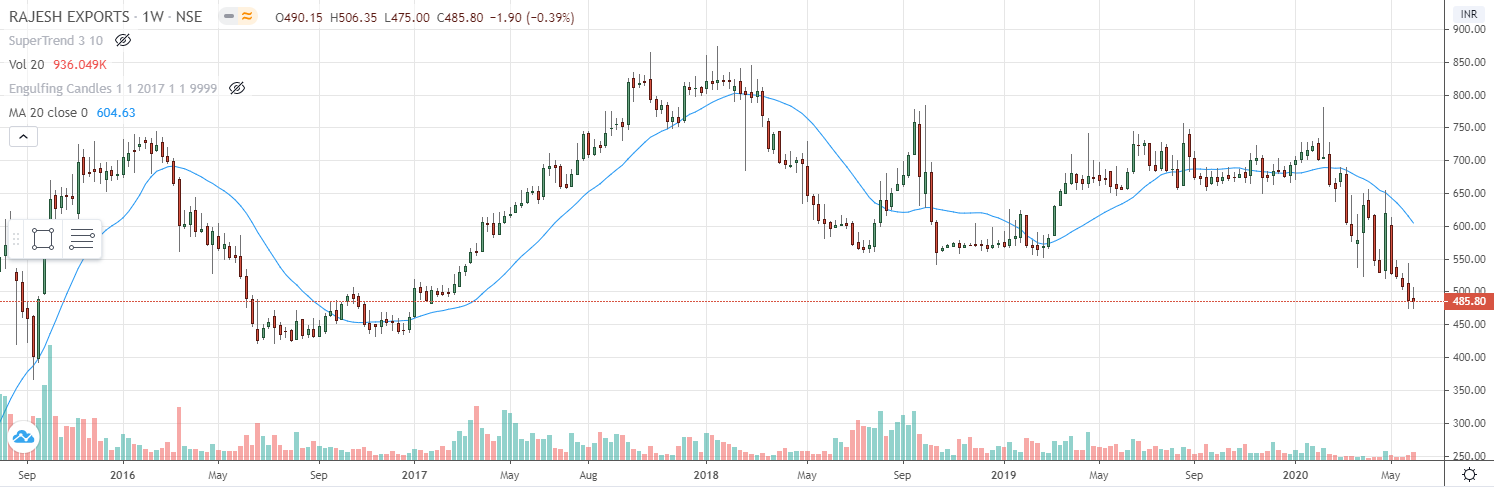 RAJESH EXPORTS · 1W · NSE O490.15 H506.35 L475.00 C485.80 −1.90 (−0.39%)
INR
SuperTrend 3 10
Vol 20 936.049K
Engulfing Candles 1 1 2017 1 1 9999
MA 20 close 0 604.63
900.00
850.00
800.00
750.00
700.00
650.00
600.00
550.00
500.00
485.80
450.00
400.00
350.00
300.00
250.00
Sep 2016 May Sep 2017 May Aug 2018 May Sep 2019 May Sep 2020 May